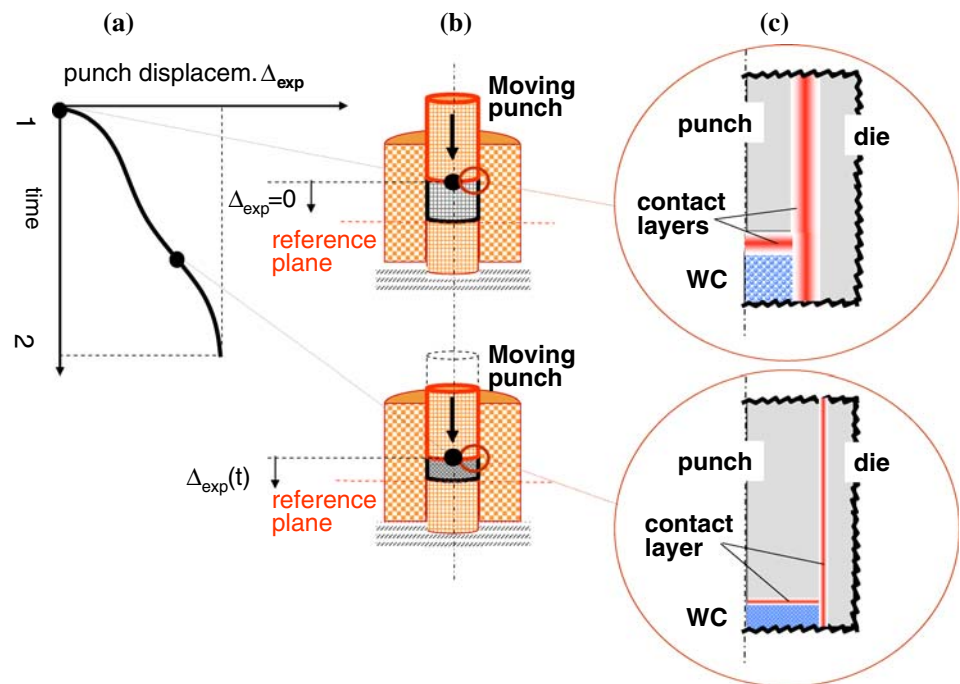 (a)
(b)
(c)
punch displacem. Δexp
1
time
2
Moving
punch
Δexp=0
reference
plane
punch
die
contact
layers
WC
Moving
punch
Δexp(t)
reference
plane
punch
die
contact
layer
WC